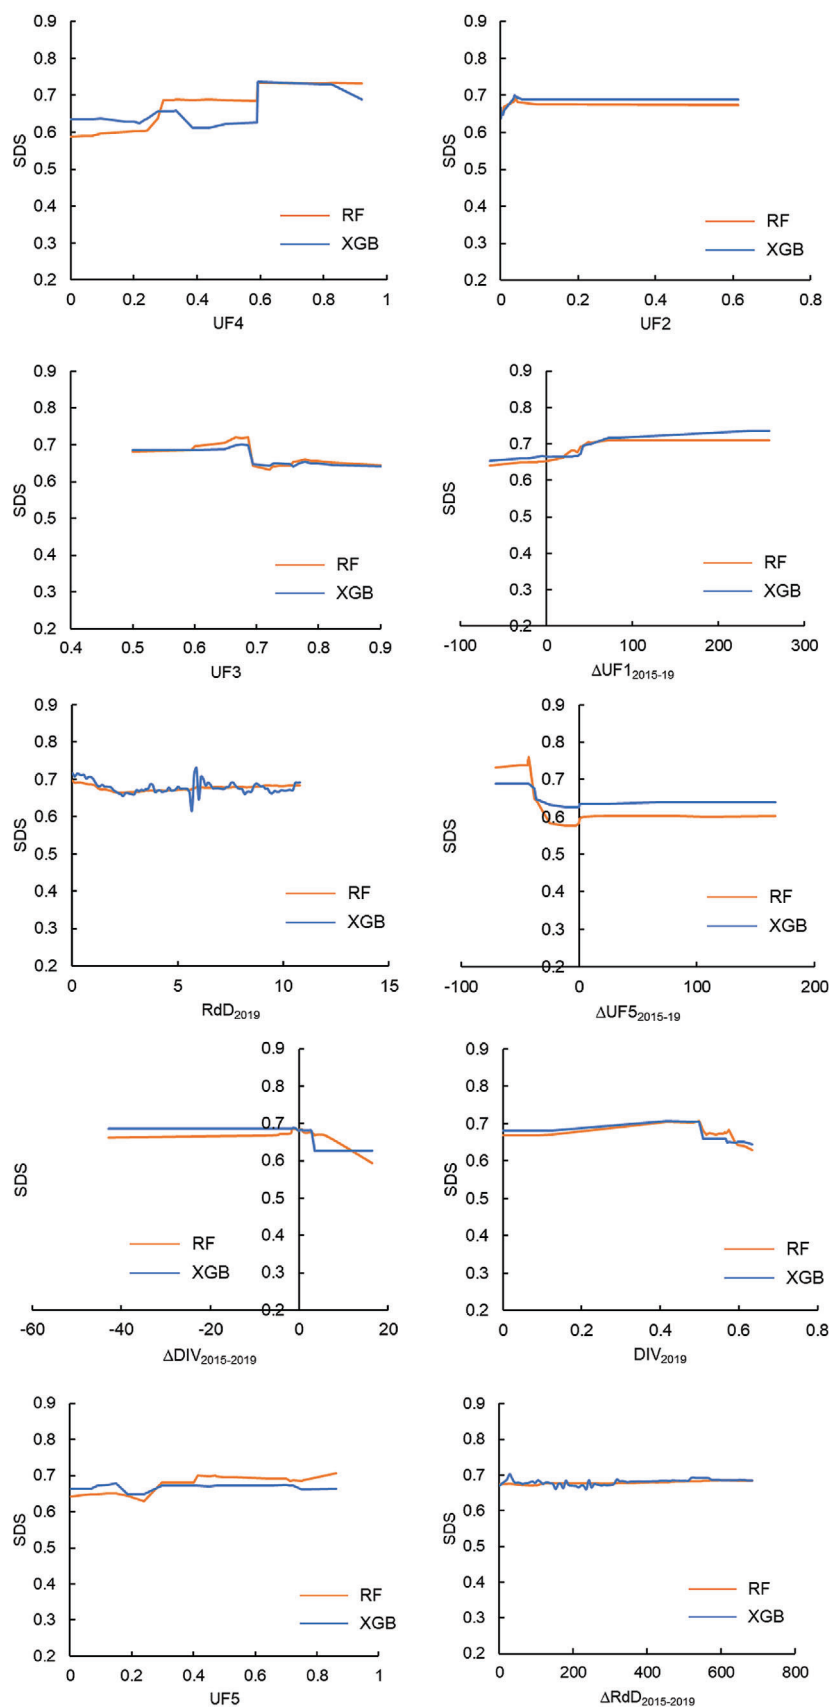 0.9
0.8
0.7
0.6
0.5
0.4
0.3
0.2
SDS
RF
XGB
0 0.2 0.4 0.6 0.8 1
UF4
0.9
0.8
0.7
0.6
0.5
0.4
0.3
0.2
SDS
RF
XGB
0 0.2 0.4 0.6 0.8
UF2
0.9
0.8
0.7
0.6
0.5
0.4
0.3
0.2
SDS
RF
XGB
0.4 0.5 0.6 0.7 0.8 0.9
UF3
0.9
0.8
0.7
0.6
0.5
0.4
0.3
0.2
SDS
RF
XGB
-100 0 100 200 300
ΔUF12015-19
0.9
0.8
0.7
0.6
0.5
0.4
0.3
0.2
SDS
RF
XGB
0 5 10 15
RdD2019
0.9
0.8
0.7
0.6
0.5
0.4
0.3
0.2
SDS
RF
XGB
-100 0 100 200
ΔUF52015-19
0.9
0.8
0.7
0.6
0.5
0.4
0.3
0.2
SDS
RF
XGB
-60 -40 -20 0 20
ΔDIV2015-2019
0.9
0.8
0.7
0.6
0.5
0.4
0.3
0.2
SDS
RF
XGB
0 0.2 0.4 0.6 0.8
DIV2019
0.9
0.8
0.7
0.6
0.5
0.4
0.3
0.2
SDS
RF
XGB
0 0.2 0.4 0.6 0.8 1
UF5
0.9
0.8
0.7
0.6
0.5
0.4
0.3
0.2
SDS
RF
XGB
0 200 400 600 800
ΔRdD2015-2019